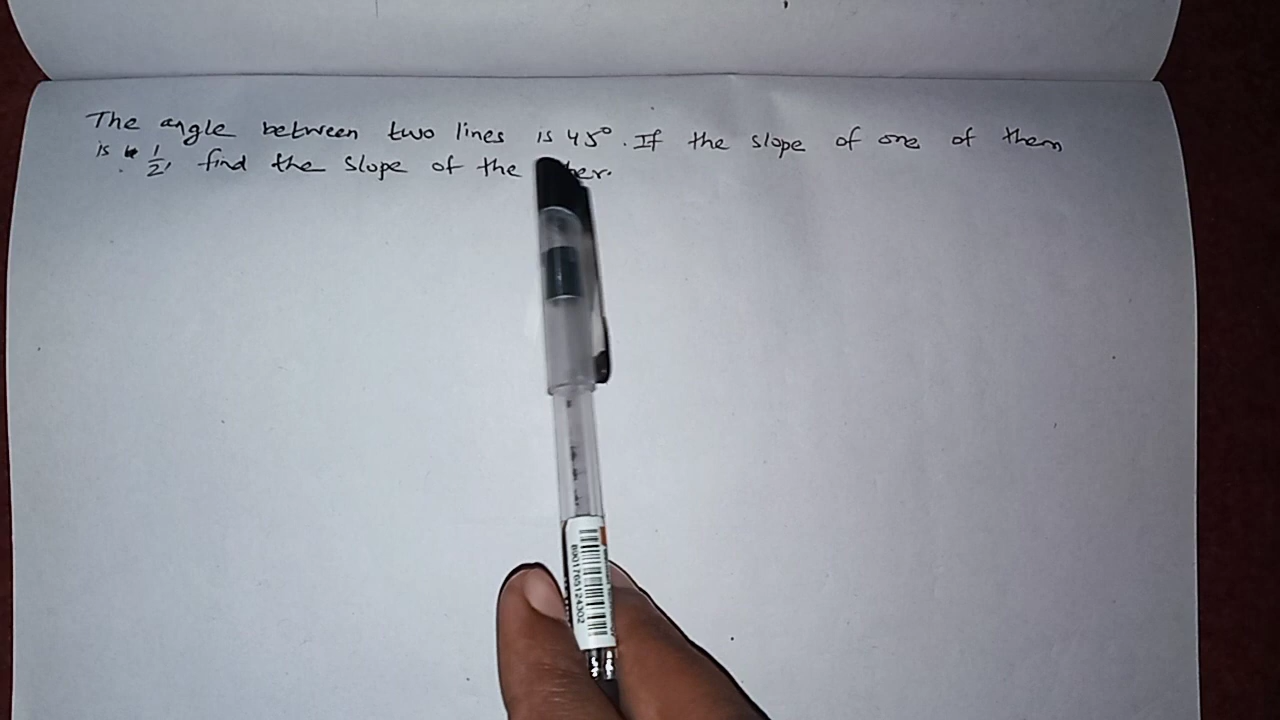 The angle between two lines is 45°. If the slope of one of them
is 1/2, find the slope of the
8901765124302